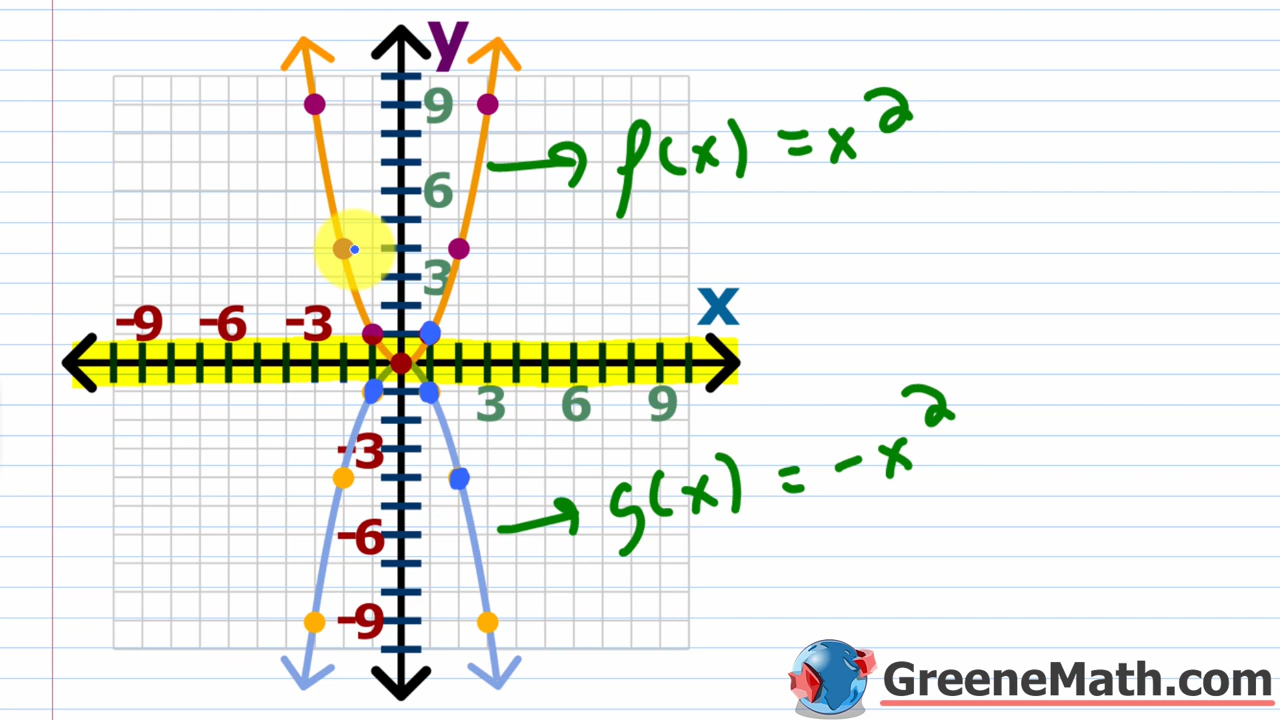 y
9
f(x) = x²
6
3
x
-9 -6 -3
3 6 9
-3
g(x) = -x²
-6
-9
GreeneMath.com